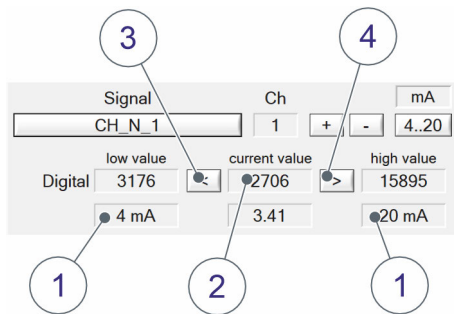 3
4
Signal Ch mA
CH_N_1 1 + - 4..20
low value current value high value
Digital 3176 < 2706 > 15895
4 mA 3.41 20 mA
1 2 1